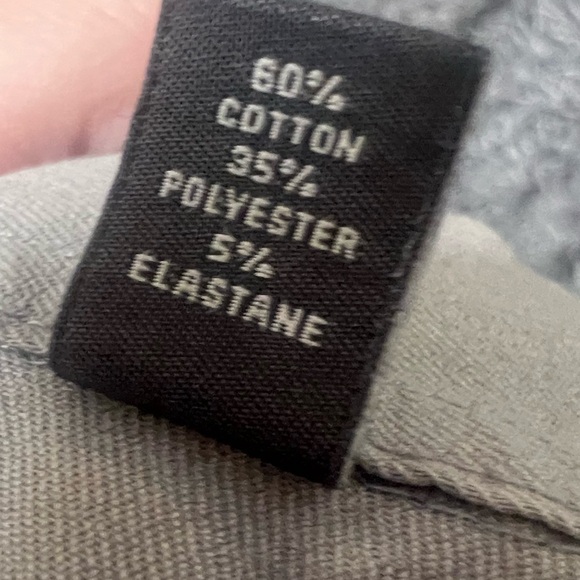 60%
COTTON
35%
POLYESTER
5%
ELASTANE